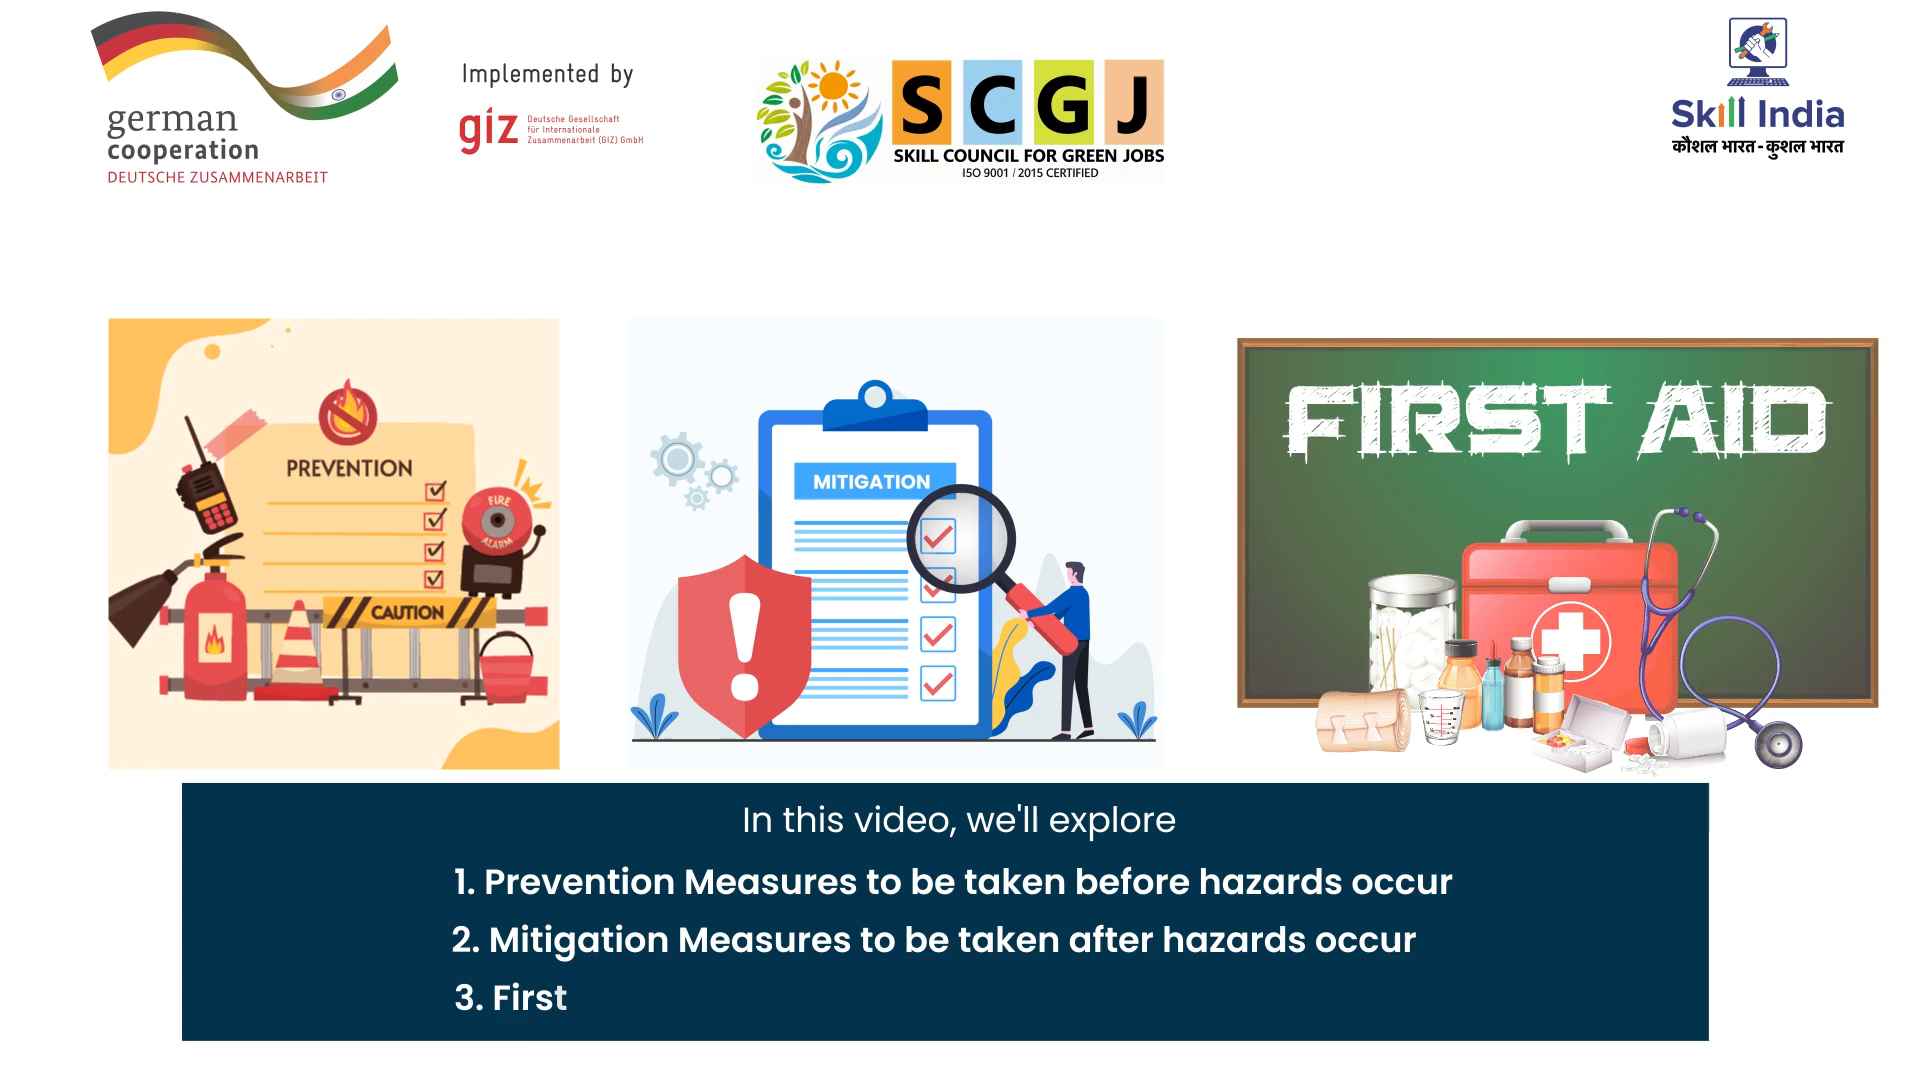 german
cooperation
DEUTSCHE ZUSAMMENARBEIT
Implemented by
giz
Deutsche Gesellschaft
für Internationale
Zusammenarbeit (GIZ) GmbH
SCGJ
SKILL COUNCIL FOR GREEN JOBS
ISO 9001 / 2015 CERTIFIED
Skill India
कौशल भारत - कुशल भारत
PREVENTION
FIRE
ALARM
CAUTION
MITIGATION
FIRST AID
In this video, we'll explore
1. Prevention Measures to be taken before hazards occur
2. Mitigation Measures to be taken after hazards occur
3. First